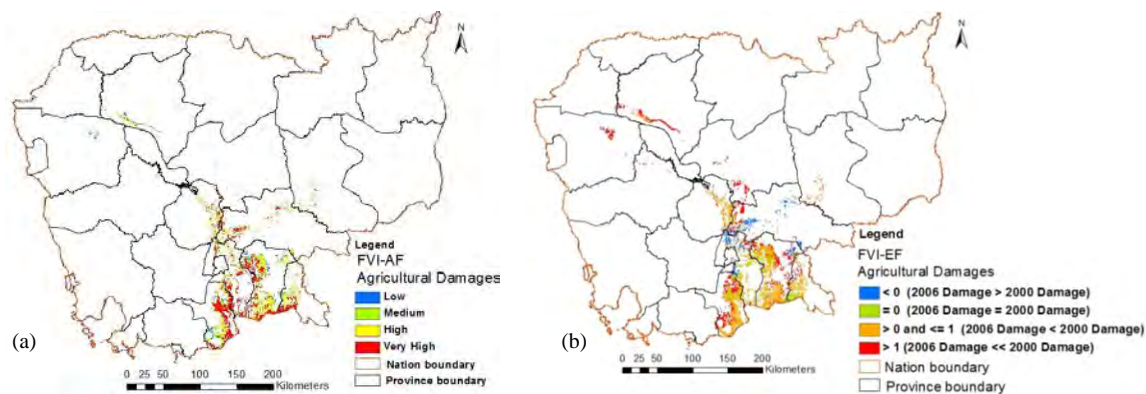 N
Legend
FVI-AF
Agricultural Damages
Low
Medium
High
Very High
Nation boundary
Province boundary
0 25 50 100 150 200
Kilometers
(a)
N
Legend
FVI-EF
Agricultural Damages
< 0 (2006 Damage > 2000 Damage)
= 0 (2006 Damage = 2000 Damage)
> 0 and <= 1 (2006 Damage < 2000 Damage)
> 1 (2006 Damage << 2000 Damage)
Nation boundary
Province boundary
0 25 50 100 150 200
Kilometers
(b)